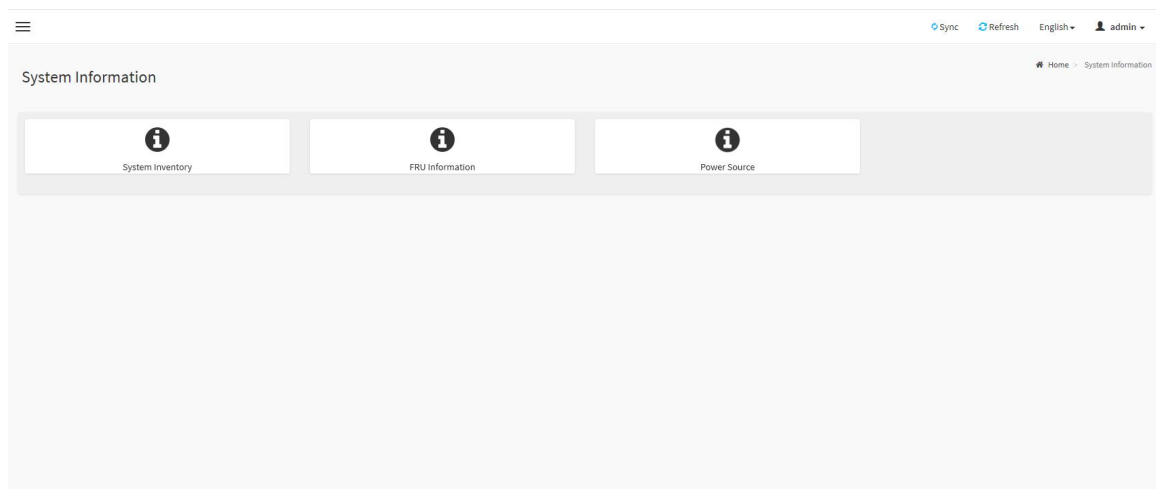 Sync Refresh English admin
Home > System Information
System Information
System Inventory FRU Information Power Source